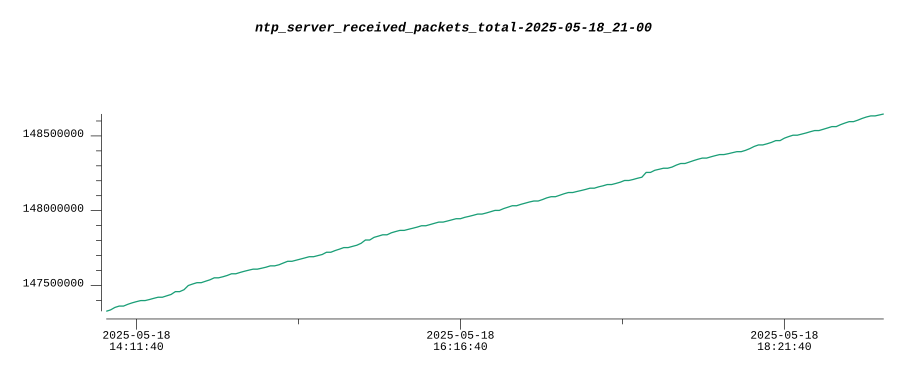 ntp_server_received_packets_total-2025-05-18_21-00
148500000
148000000
147500000
2025-05-18 2025-05-18 2025-05-18
14:11:40 16:16:40 18:21:40